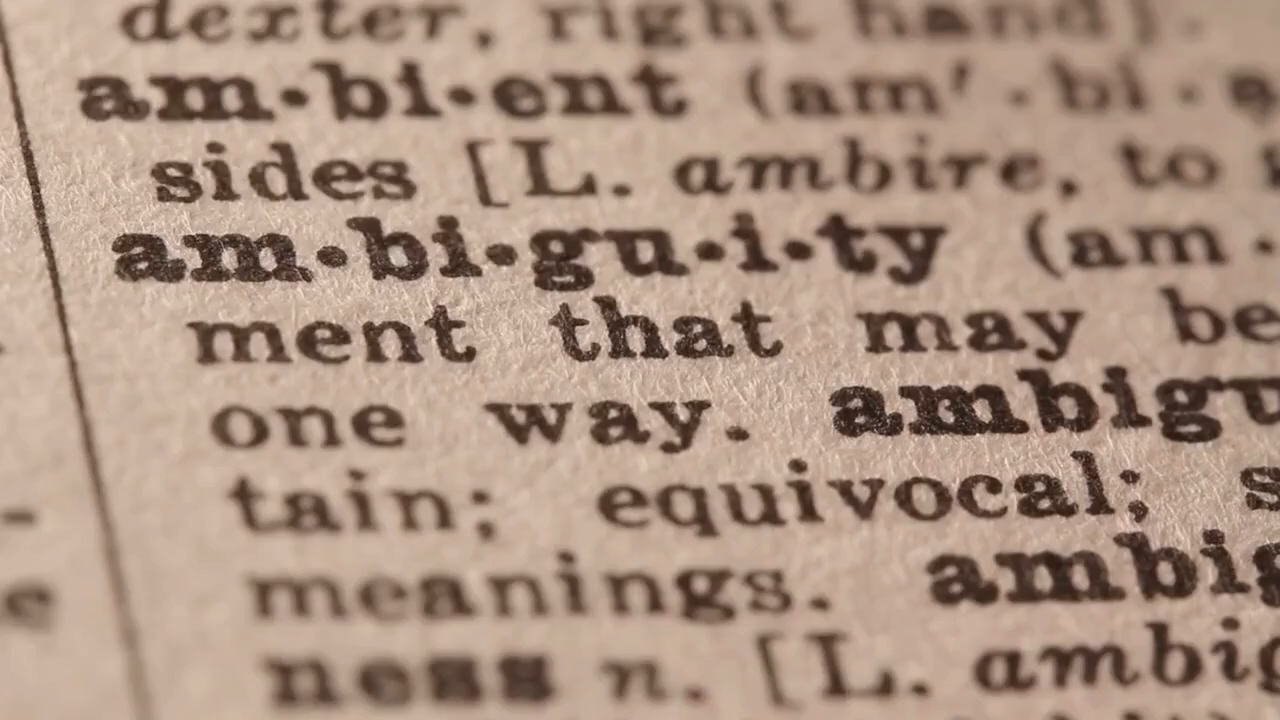 dexter, right hand].
am•bi•ent (am' · bi · e
sides [L. ambire, to s
am•bi•gu•i•ty (am ·
ment that may be
one way. ambigu
tain; equivocal; s
meanings. ambig
ness n. [L. ambig